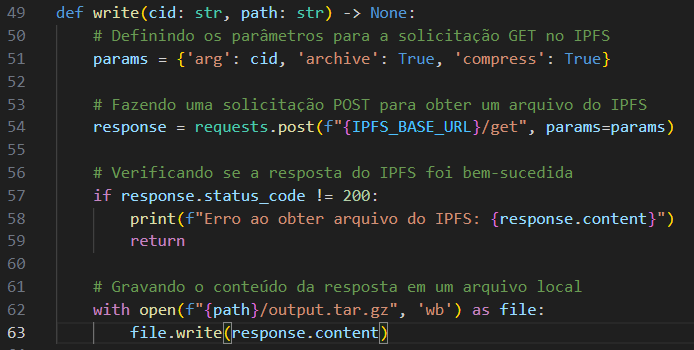 49 def write(cid: str, path: str) -> None:
50 # Definindo os parâmetros para a solicitação GET no IPFS
51 params = {'arg': cid, 'archive': True, 'compress': True}
52
53 # Fazendo uma solicitação POST para obter um arquivo do IPFS
54 response = requests.post(f"{IPFS_BASE_URL}/get", params=params)
55
56 # Verificando se a resposta do IPFS foi bem-sucedida
57 if response.status_code != 200:
58 print(f"Erro ao obter arquivo do IPFS: {response.content}")
59 return
60
61 # Gravando o conteúdo da resposta em um arquivo local
62 with open(f"{path}/output.tar.gz", 'wb') as file:
63 file.write(response.content)